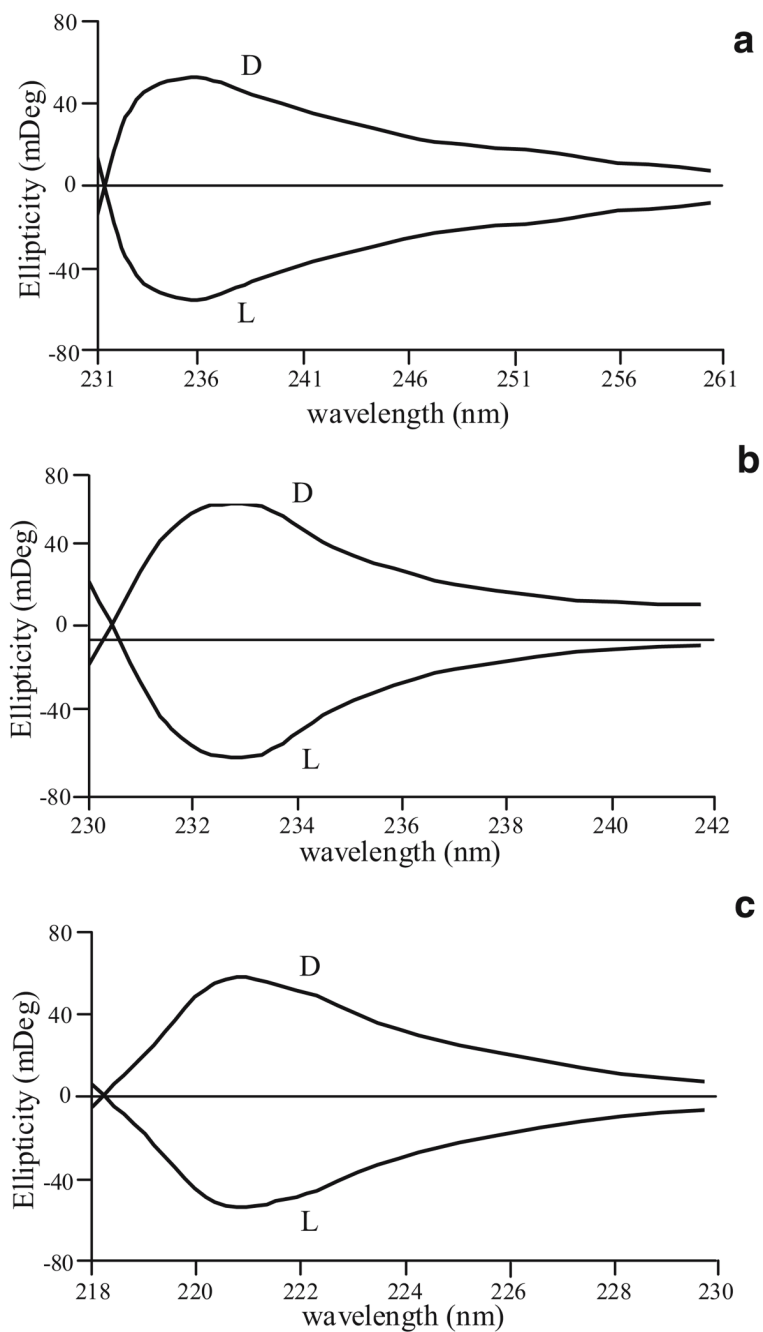 a
80
D
40
0
-40
L
-80
Ellipticity (mDeg)
231 236 241 246 251 256 261
wavelength (nm)
b
80
D
40
0
-40
L
-80
Ellipticity (mDeg)
230 232 234 236 238 240 242
wavelength (nm)
c
80
D
40
0
-40
L
-80
Ellipticity (mDeg)
218 220 222 224 226 228 230
wavelength (nm)